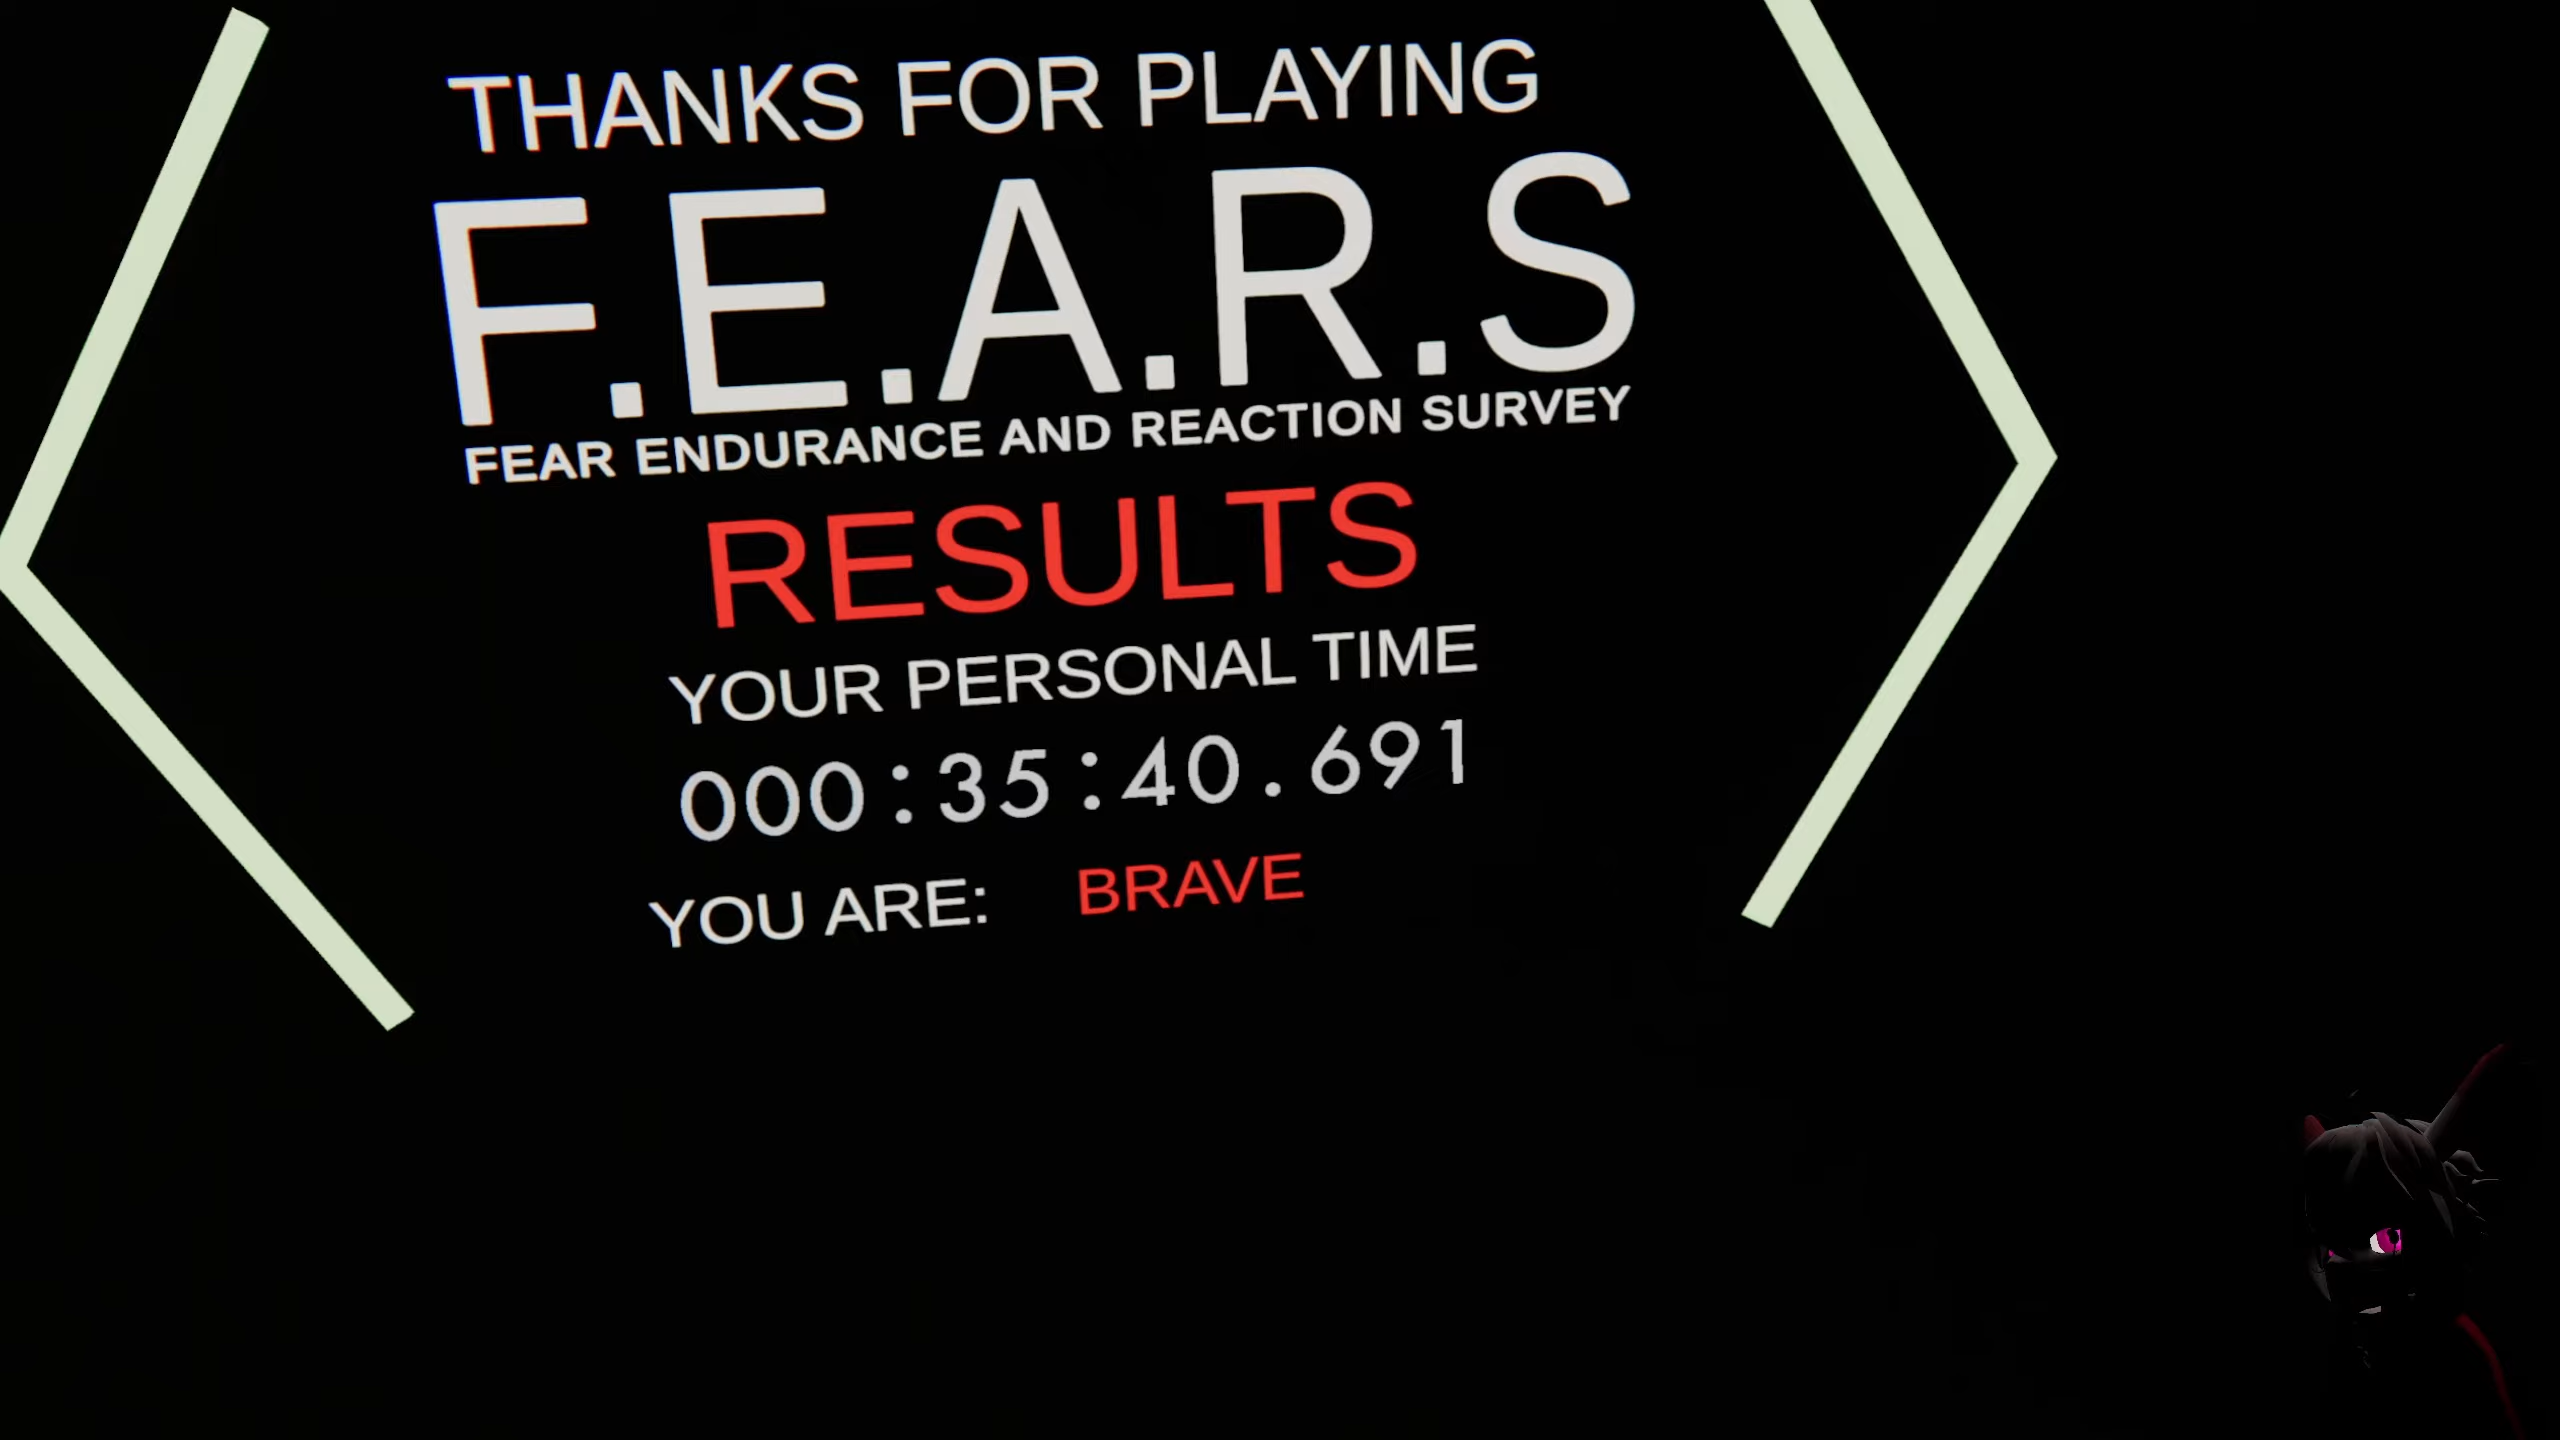 THANKS FOR PLAYING
F.E.A.R.S
FEAR ENDURANCE AND REACTION SURVEY
RESULTS
YOUR PERSONAL TIME
000:35:40.691
YOU ARE: BRAVE